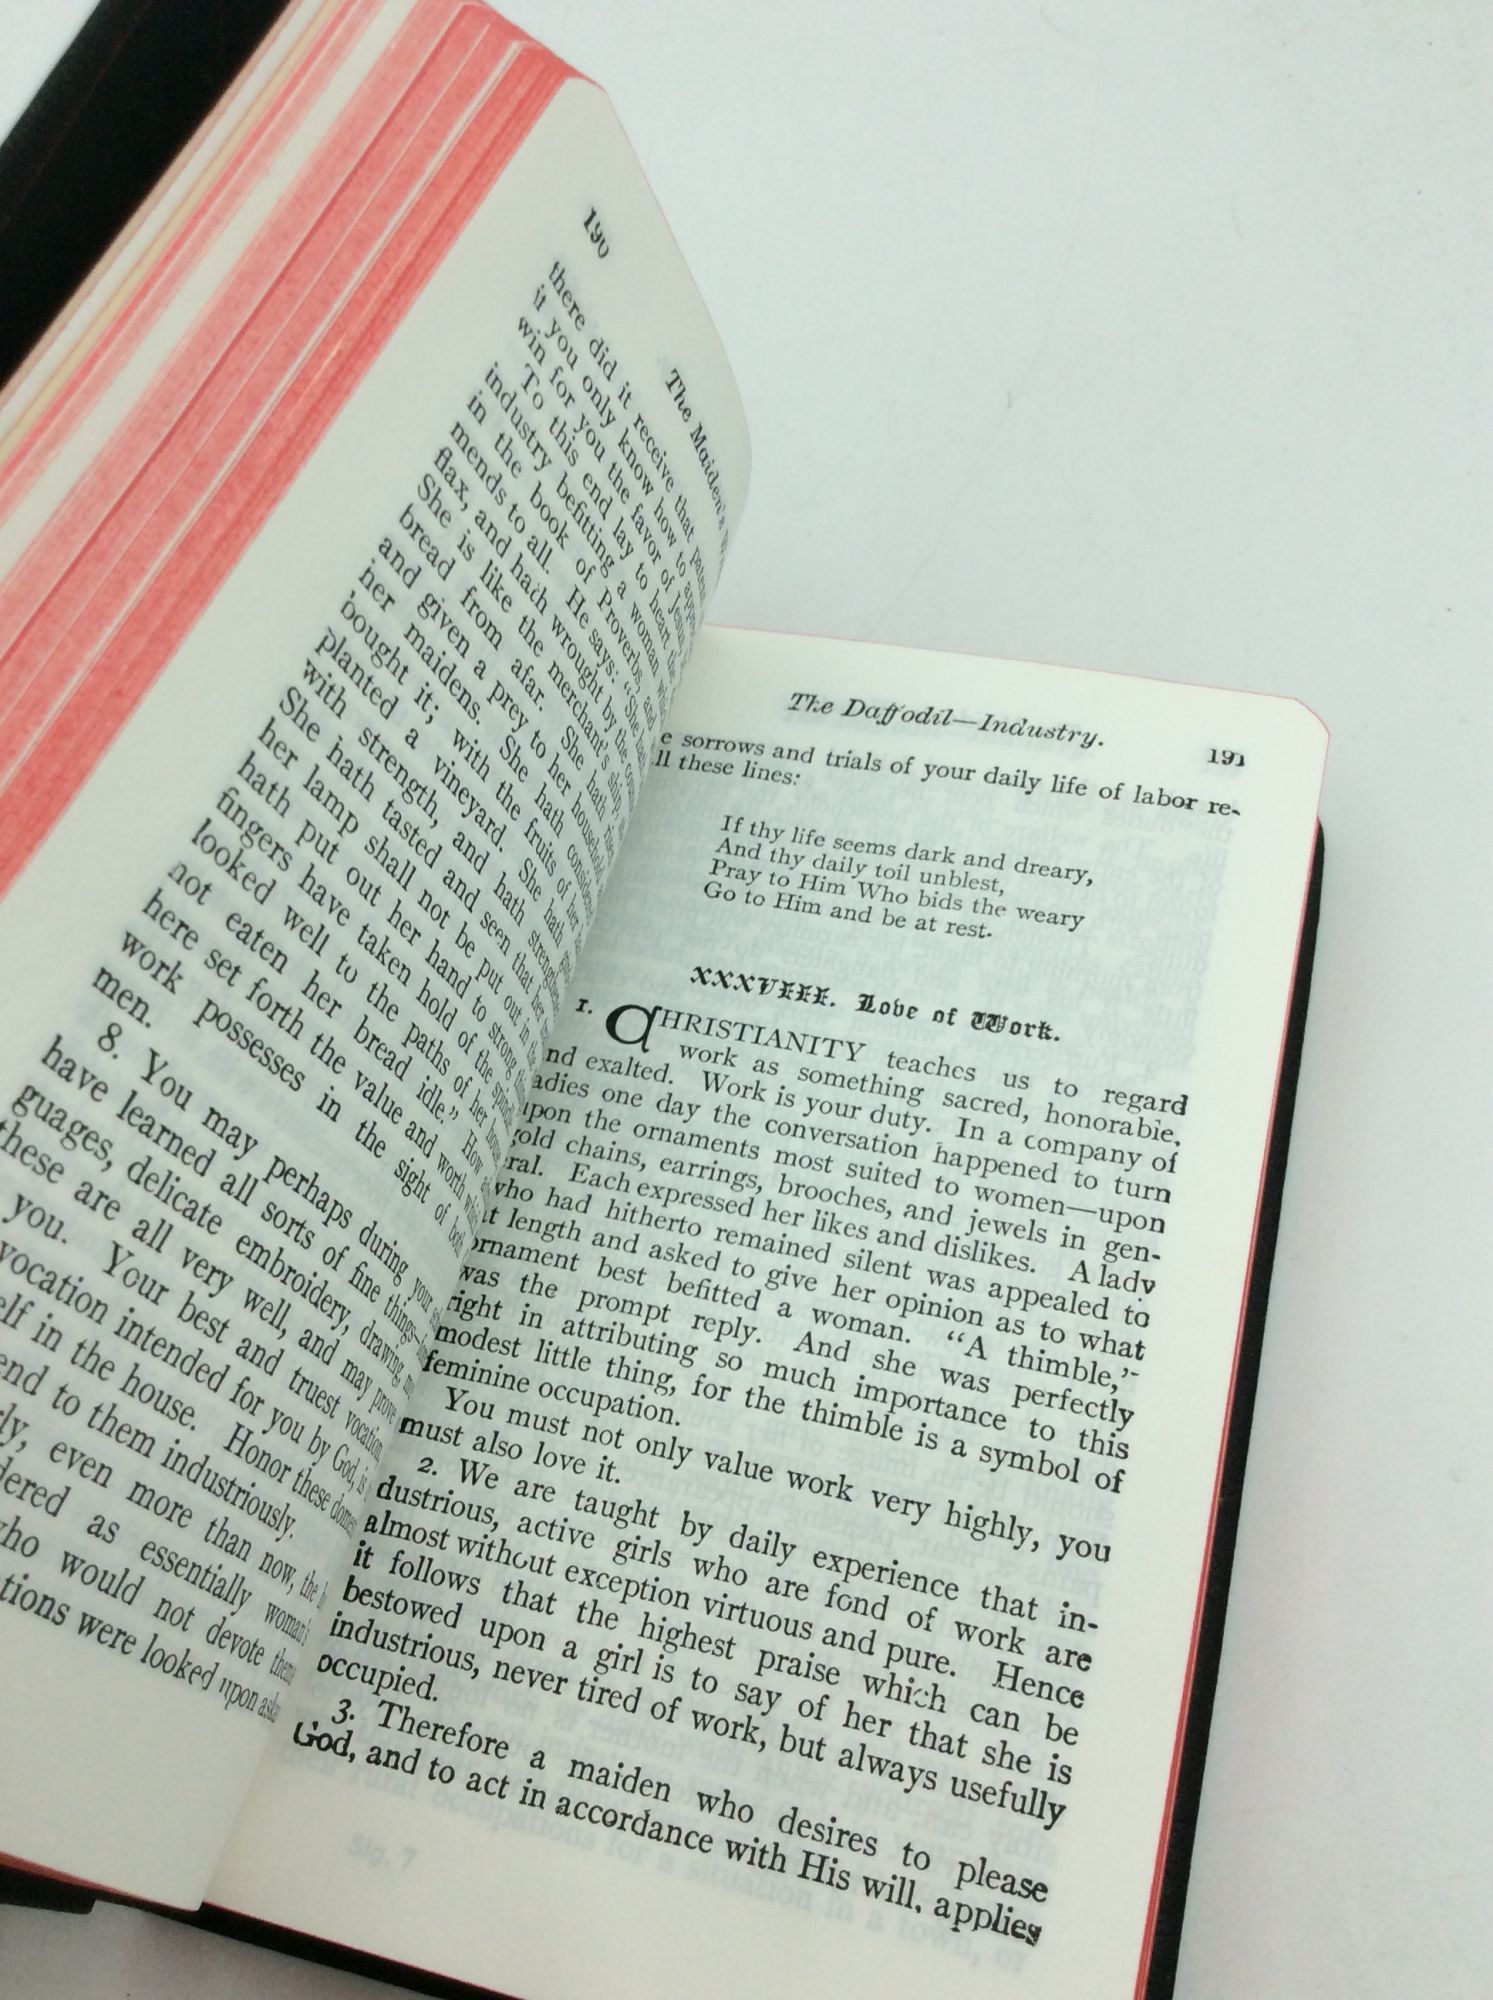 190
The Maiden's
there did it receive that
it you only know how to
win for you the favor of Jesus
To this end, lay to heart the
industry befitting a woman
in the book of Proverbs, and
mends to all. He says: "She
flax, and hath wrought by the
She is like the merchant's ship,
bread from afar. She hath
and given a prey to her household,
her maidens. She hath
bought it; with the fruits of her
planted a vineyard. She hath
with strength, and hath
She hath tasted and seen that her
her lamp shall not be put out in the
hath put out her hand to strong
fingers have taken hold of the
looked well to the paths of her
not eaten her bread idle." How
here set forth the value and worth
work possesses in the sight of both
men.
8. You may perhaps during your
have learned all sorts of fine things
guages, delicate embroidery, drawing,
these are all very well, and may prove
you. Your best and truest vocation,
vocation intended for you by God, is
elf in the house. Honor these
end to them industriously.
rly, even more than now, the
dered as essentially woman's
who would not devote
tions were looked upon
The Daffodil—Industry.
191
e sorrows and trials of your daily life of labor re-
ll these lines:
If thy life seems dark and dreary,
And thy daily toil unblest,
Pray to Him Who bids the weary
Go to Him and be at rest.
XXXVIII. Love of Work.
1. CHRISTIANITY teaches us to regard
work as something sacred, honorable,
nd exalted. Work is your duty. In a company of
adies one day the conversation happened to turn
upon the ornaments most suited to women—upon
gold chains, earrings, brooches, and jewels in gen-
eral. Each expressed her likes and dislikes. A lady
who had hitherto remained silent was appealed to
at length and asked to give her opinion as to what
ornament best befitted a woman. "A thimble,"
was the prompt reply. And she was perfectly
right in attributing so much importance to this
modest little thing, for the thimble is a symbol of
feminine occupation.
You must not only value work very highly, you
must also love it.
2. We are taught by daily experience that in-
dustrious, active girls who are fond of work are
almost without exception virtuous and pure. Hence
it follows that the highest praise which can be
bestowed upon a girl is to say of her that she is
industrious, never tired of work, but always usefully
occupied.
3. Therefore a maiden who desires to please
God, and to act in accordance with His will, applies
Sig. 7